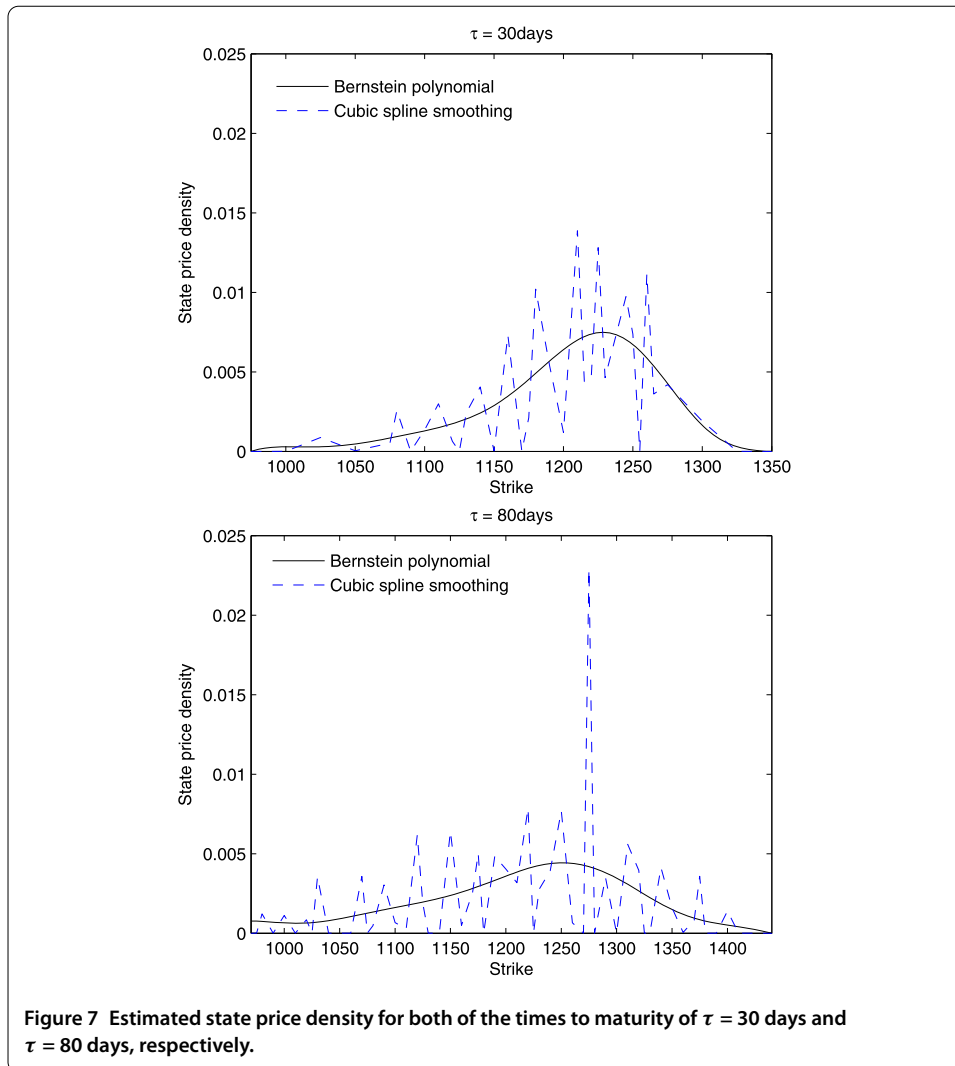 τ = 30days
0.025
0.02
0.015
0.01
0.005
0
State price density
Bernstein polynomial
Cubic spline smoothing
1000 1050 1100 1150 1200 1250 1300 1350
Strike
τ = 80days
0.025
0.02
0.015
0.01
0.005
0
State price density
Bernstein polynomial
Cubic spline smoothing
1000 1050 1100 1150 1200 1250 1300 1350 1400
Strike
Figure 7 Estimated state price density for both of the times to maturity of τ = 30 days and
τ = 80 days, respectively.